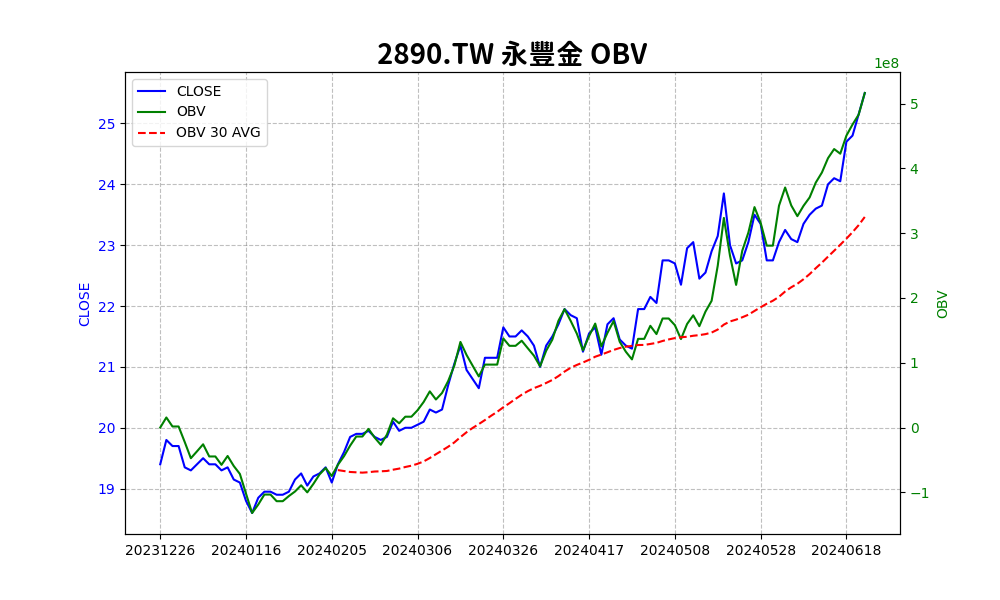 2890.TW 永豐金 OBV
1e8
CLOSE
OBV
OBV 30 AVG
25
24
23
22
21
20
19
CLOSE
5
4
3
2
1
0
−1
OBV
20231226 20240116 20240205 20240306 20240326 20240417 20240508 20240528 20240618